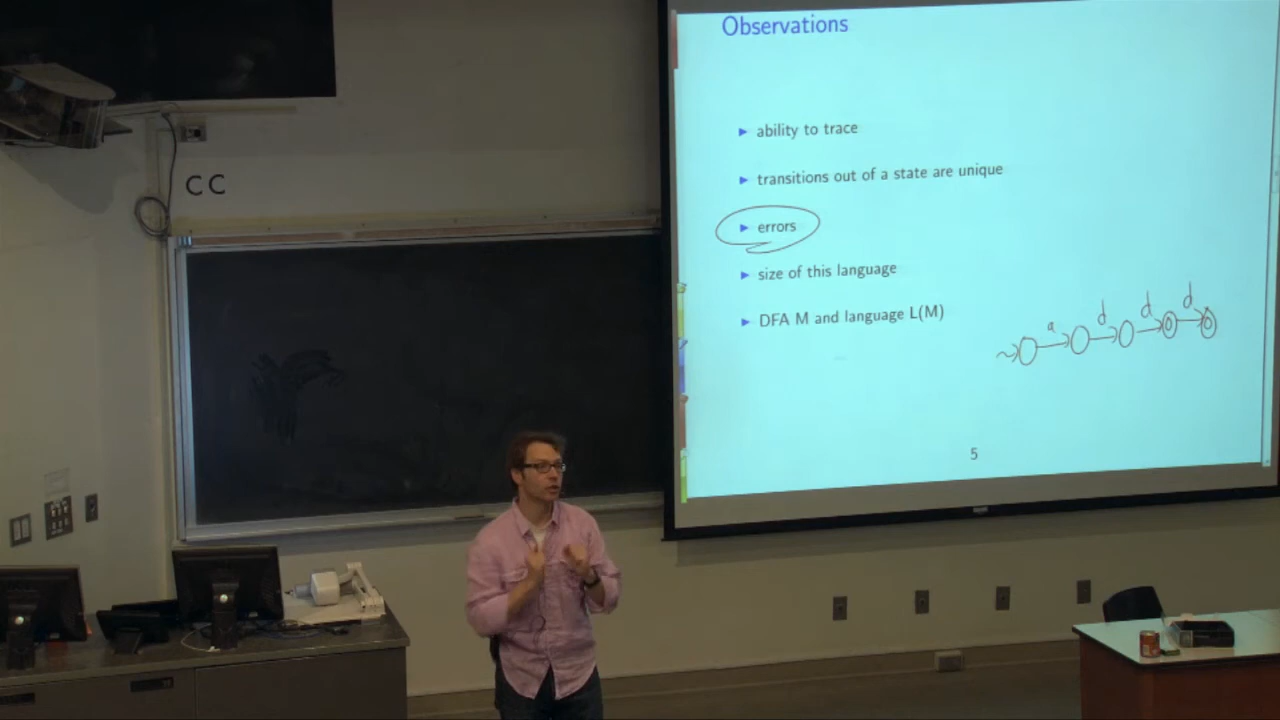 Observations
ability to trace
transitions out of a state are unique
CC
errors
size of this language
DFA M and language L(M)
a d d d
5